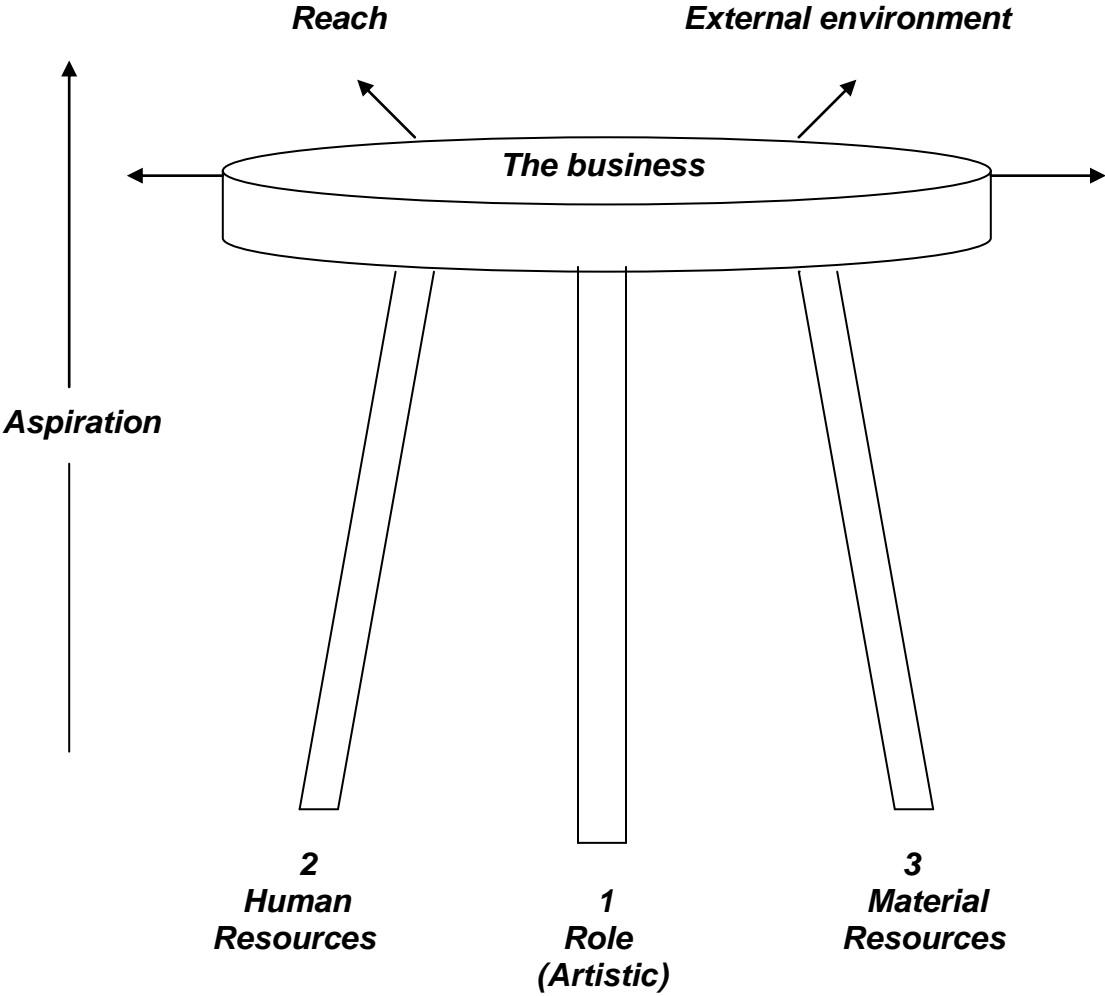 Reach
External environment
The business
Aspiration
2
Human
Resources
1
Role
(Artistic)
3
Material
Resources